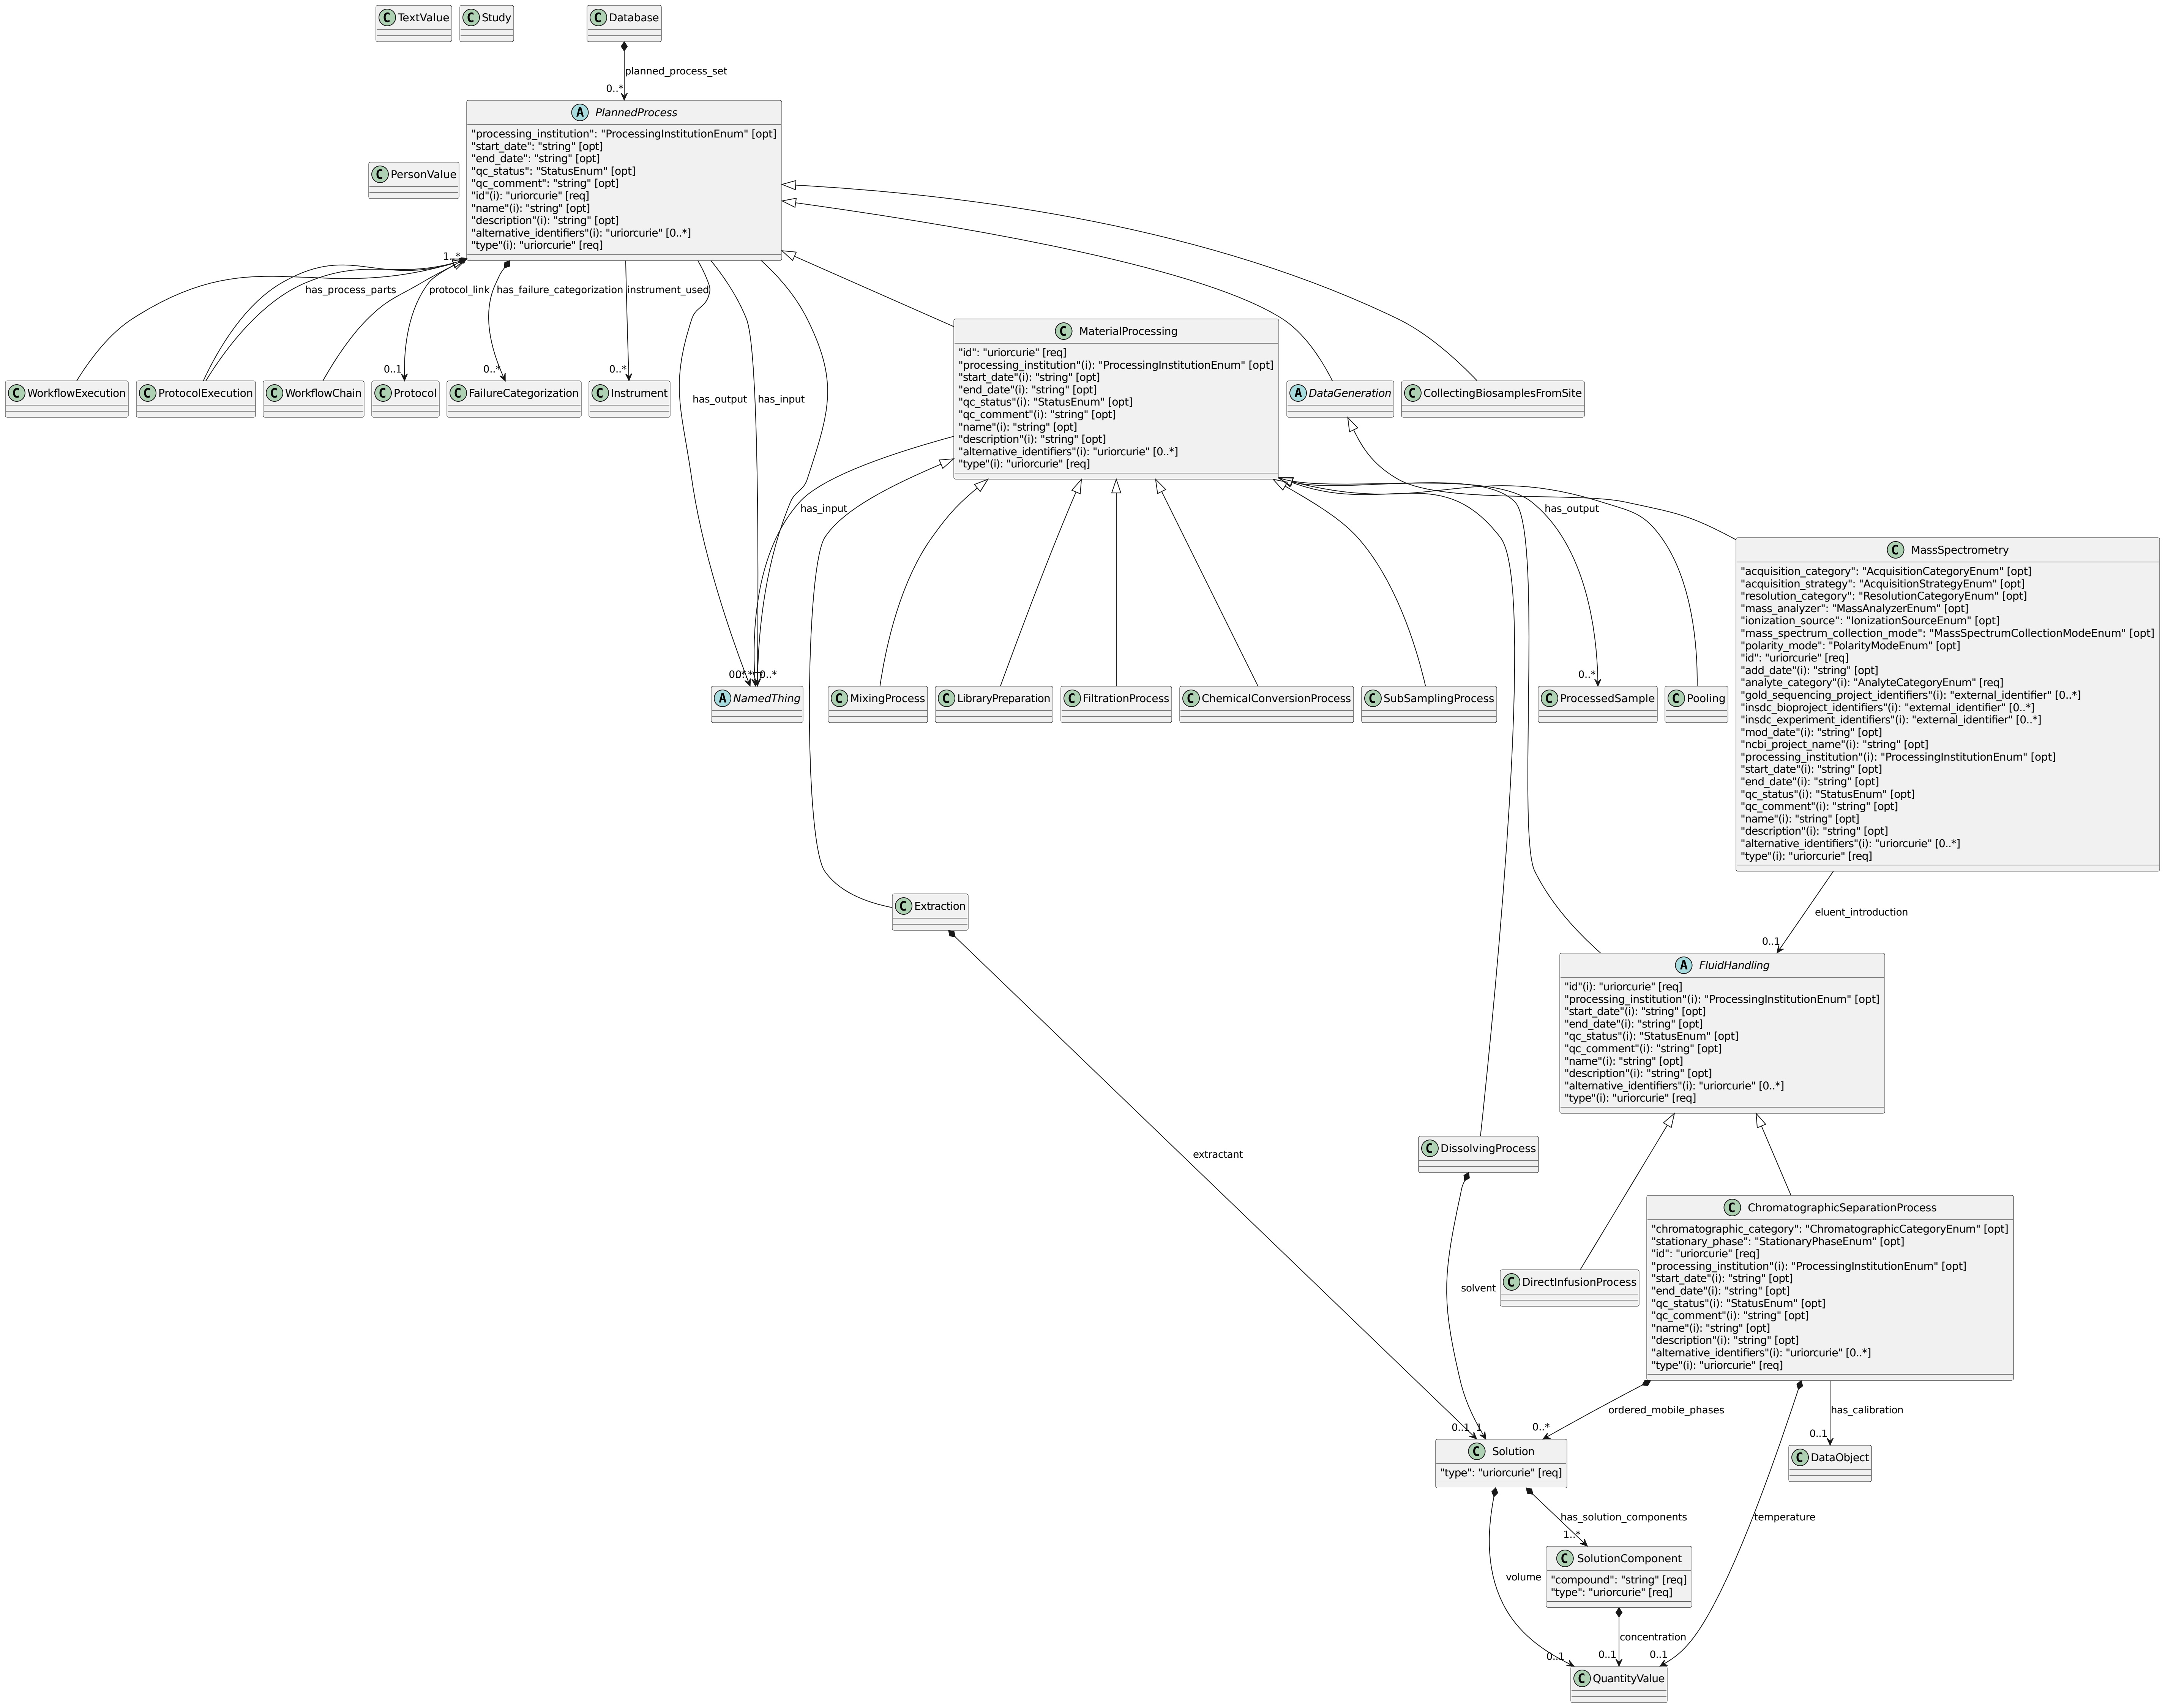 C TextValue
C Study
C Database
planned_process_set
0..*
A PlannedProcess
"processing_institution": "ProcessingInstitutionEnum" [opt]
"start_date": "string" [opt]
"end_date": "string" [opt]
"qc_status": "StatusEnum" [opt]
"qc_comment": "string" [opt]
"id"(i): "uriorcurie" [req]
"name"(i): "string" [opt]
"description"(i): "string" [opt]
"alternative_identifiers"(i): "uriorcurie" [0..*]
"type"(i): "uriorcurie" [req]
C PersonValue
1..*
has_process_parts
protocol_link
has_failure_categorization
instrument_used
0..1
0..*
0..*
C WorkflowExecution
C ProtocolExecution
C WorkflowChain
C Protocol
C FailureCategorization
C Instrument
has_output
has_input
C MaterialProcessing
"id": "uriorcurie" [req]
"processing_institution"(i): "ProcessingInstitutionEnum" [opt]
"start_date"(i): "string" [opt]
"end_date"(i): "string" [opt]
"qc_status"(i): "StatusEnum" [opt]
"qc_comment"(i): "string" [opt]
"name"(i): "string" [opt]
"description"(i): "string" [opt]
"alternative_identifiers"(i): "uriorcurie" [0..*]
"type"(i): "uriorcurie" [req]
A DataGeneration
C CollectingBiosamplesFromSite
has_input
has_output
0..*
0..*
A NamedThing
C MixingProcess
C LibraryPreparation
C FiltrationProcess
C ChemicalConversionProcess
C SubSamplingProcess
C ProcessedSample
C Pooling
C MassSpectrometry
"acquisition_category": "AcquisitionCategoryEnum" [opt]
"acquisition_strategy": "AcquisitionStrategyEnum" [opt]
"resolution_category": "ResolutionCategoryEnum" [opt]
"mass_analyzer": "MassAnalyzerEnum" [opt]
"ionization_source": "IonizationSourceEnum" [opt]
"mass_spectrum_collection_mode": "MassSpectrumCollectionModeEnum" [opt]
"polarity_mode": "PolarityModeEnum" [opt]
"id": "uriorcurie" [req]
"add_date"(i): "string" [opt]
"analyte_category"(i): "AnalyteCategoryEnum" [req]
"gold_sequencing_project_identifiers"(i): "external_identifier" [0..*]
"insdc_bioproject_identifiers"(i): "external_identifier" [0..*]
"insdc_experiment_identifiers"(i): "external_identifier" [0..*]
"mod_date"(i): "string" [opt]
"ncbi_project_name"(i): "string" [opt]
"processing_institution"(i): "ProcessingInstitutionEnum" [opt]
"start_date"(i): "string" [opt]
"end_date"(i): "string" [opt]
"qc_status"(i): "StatusEnum" [opt]
"qc_comment"(i): "string" [opt]
"name"(i): "string" [opt]
"description"(i): "string" [opt]
"alternative_identifiers"(i): "uriorcurie" [0..*]
"type"(i): "uriorcurie" [req]
C Extraction
eluent_introduction
0..1
A FluidHandling
"id"(i): "uriorcurie" [req]
"processing_institution"(i): "ProcessingInstitutionEnum" [opt]
"start_date"(i): "string" [opt]
"end_date"(i): "string" [opt]
"qc_status"(i): "StatusEnum" [opt]
"qc_comment"(i): "string" [opt]
"name"(i): "string" [opt]
"description"(i): "string" [opt]
"alternative_identifiers"(i): "uriorcurie" [0..*]
"type"(i): "uriorcurie" [req]
extractant
C DissolvingProcess
solvent
C DirectInfusionProcess
C ChromatographicSeparationProcess
"chromatographic_category": "ChromatographicCategoryEnum" [opt]
"stationary_phase": "StationaryPhaseEnum" [opt]
"id": "uriorcurie" [req]
"processing_institution"(i): "ProcessingInstitutionEnum" [opt]
"start_date"(i): "string" [opt]
"end_date"(i): "string" [opt]
"qc_status"(i): "StatusEnum" [opt]
"qc_comment"(i): "string" [opt]
"name"(i): "string" [opt]
"description"(i): "string" [opt]
"alternative_identifiers"(i): "uriorcurie" [0..*]
"type"(i): "uriorcurie" [req]
ordered_mobile_phases
has_calibration
0..1
1
0..*
0..1
C Solution
"type": "uriorcurie" [req]
C DataObject
has_solution_components
temperature
1..*
volume
C SolutionComponent
"compound": "string" [req]
"type": "uriorcurie" [req]
concentration
0..1
0..1
0..1
C QuantityValue